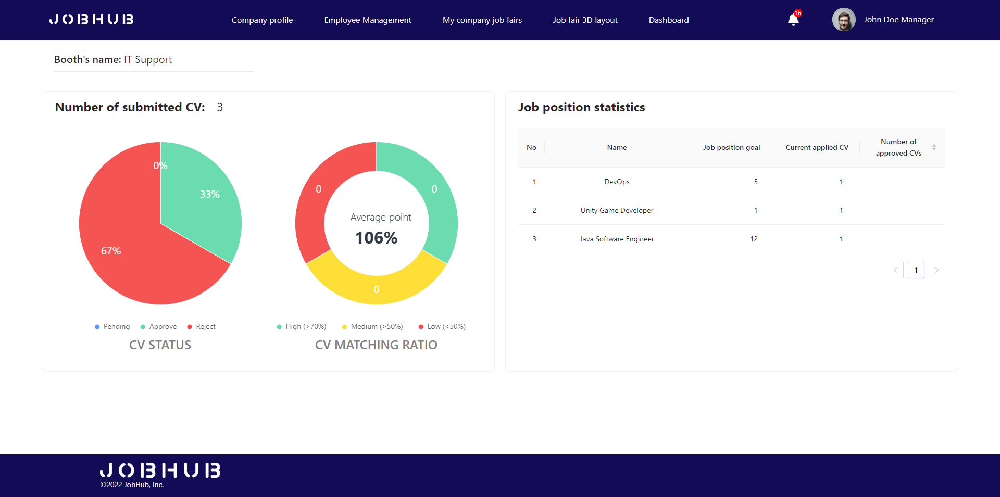 JOBHUB
Company profile
Employee Management
My company job fairs
Job fair 3D layout
Dashboard
16
John Doe Manager
Booth's name: IT Support
Number of submitted CV: 3
0%
33%
67%
Pending
Approve
Reject
CV STATUS
0
0
Average point
106%
0
High (>70%)
Medium (>50%)
Low (<50%)
CV MATCHING RATIO
Job position statistics
No
Name
Job position goal
Current applied CV
Number of
approved CVs
1 DevOps 5 1
2 Unity Game Developer 1 1
3 Java Software Engineer 12 1
< 1 >
JOBHUB
©2022 JobHub, Inc.